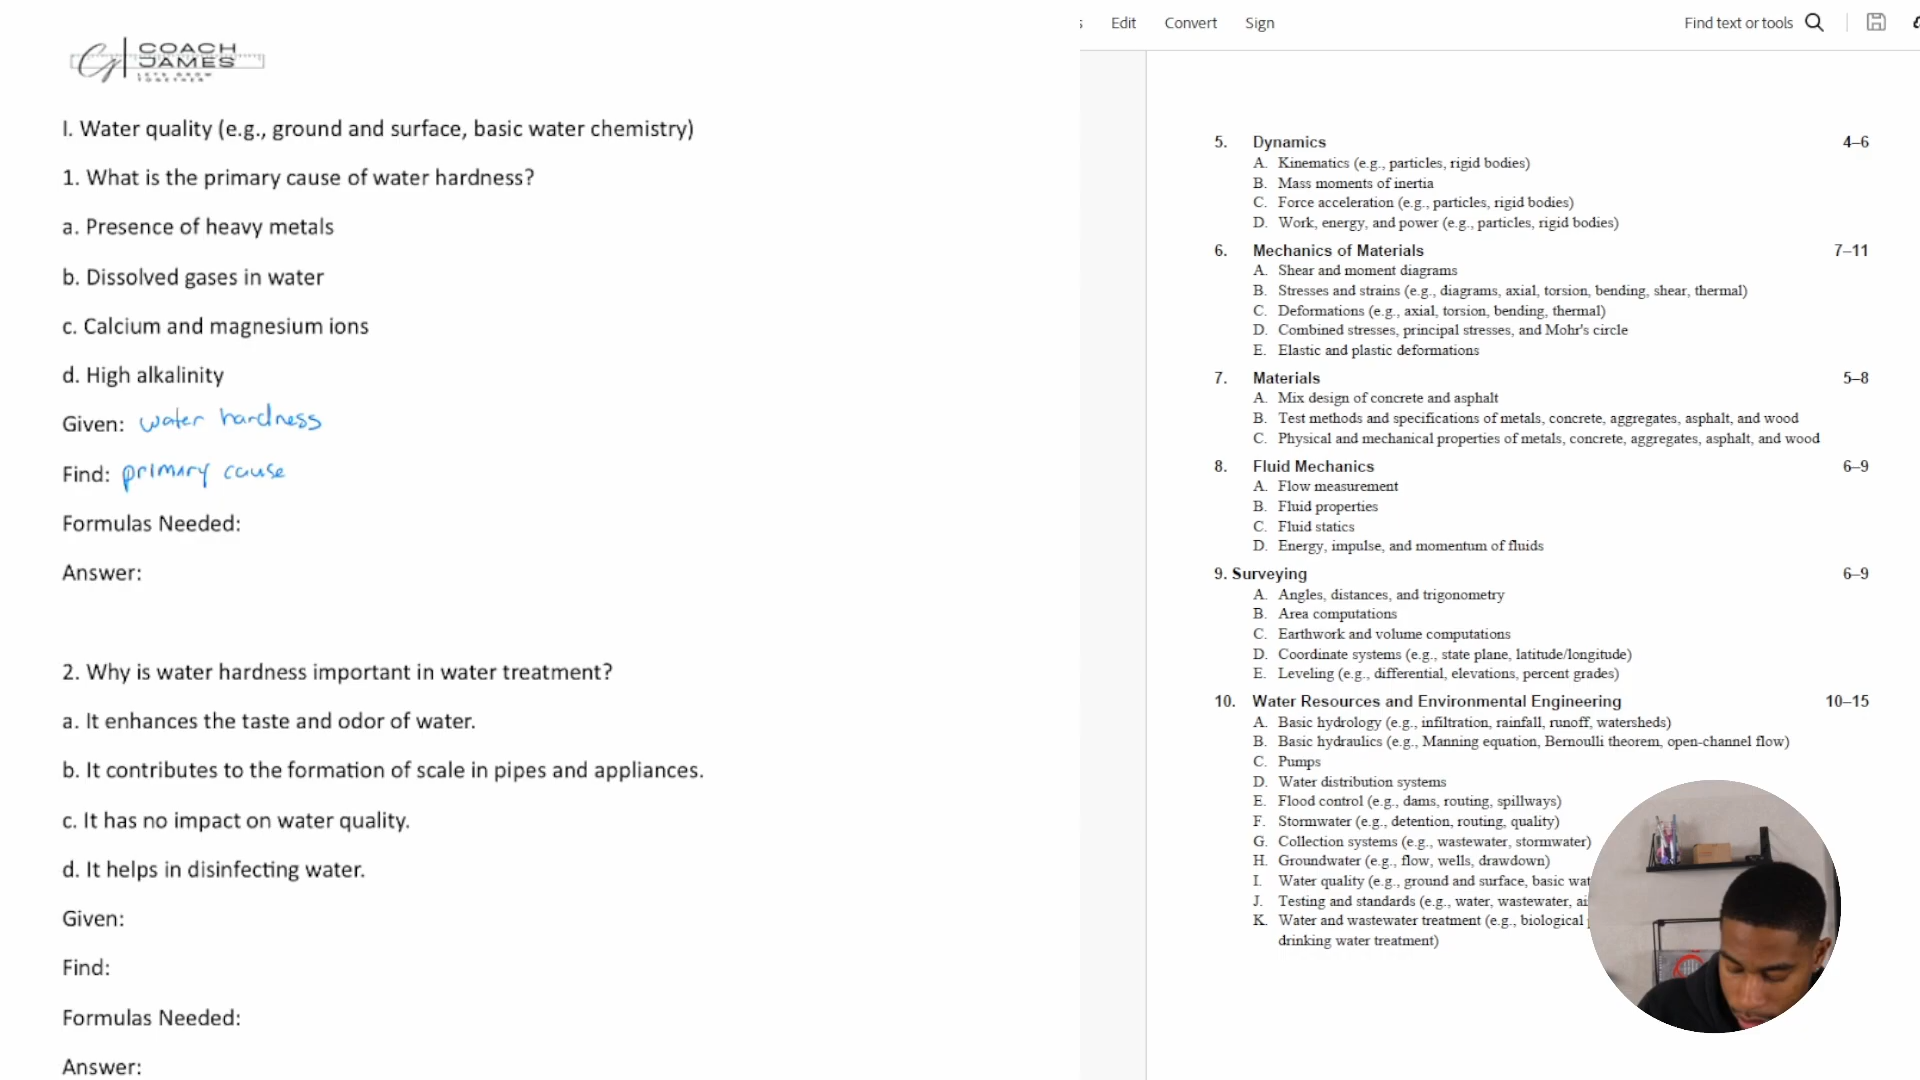 COACH
JAMES
LETS GROW
TOGETHER
I. Water quality (e.g., ground and surface, basic water chemistry)
1. What is the primary cause of water hardness?
a. Presence of heavy metals
b. Dissolved gases in water
c. Calcium and magnesium ions
d. High alkalinity
Given: water hardness
Find: primary cause
Formulas Needed:
Answer:
2. Why is water hardness important in water treatment?
a. It enhances the taste and odor of water.
b. It contributes to the formation of scale in pipes and appliances.
c. It has no impact on water quality.
d. It helps in disinfecting water.
Given:
Find:
Formulas Needed:
Answer:
Edit Convert Sign Find text or tools
5. Dynamics 4–6
A. Kinematics (e.g., particles, rigid bodies)
B. Mass moments of inertia
C. Force acceleration (e.g., particles, rigid bodies)
D. Work, energy, and power (e.g., particles, rigid bodies)
6. Mechanics of Materials 7–11
A. Shear and moment diagrams
B. Stresses and strains (e.g., diagrams, axial, torsion, bending, shear, thermal)
C. Deformations (e.g., axial, torsion, bending, thermal)
D. Combined stresses, principal stresses, and Mohr's circle
E. Elastic and plastic deformations
7. Materials 5–8
A. Mix design of concrete and asphalt
B. Test methods and specifications of metals, concrete, aggregates, asphalt, and wood
C. Physical and mechanical properties of metals, concrete, aggregates, asphalt, and wood
8. Fluid Mechanics 6–9
A. Flow measurement
B. Fluid properties
C. Fluid statics
D. Energy, impulse, and momentum of fluids
9. Surveying 6–9
A. Angles, distances, and trigonometry
B. Area computations
C. Earthwork and volume computations
D. Coordinate systems (e.g., state plane, latitude/longitude)
E. Leveling (e.g., differential, elevations, percent grades)
10. Water Resources and Environmental Engineering 10–15
A. Basic hydrology (e.g., infiltration, rainfall, runoff, watersheds)
B. Basic hydraulics (e.g., Manning equation, Bernoulli theorem, open-channel flow)
C. Pumps
D. Water distribution systems
E. Flood control (e.g., dams, routing, spillways)
F. Stormwater (e.g., detention, routing, quality)
G. Collection systems (e.g., wastewater, stormwater)
H. Groundwater (e.g., flow, wells, drawdown)
I. Water quality (e.g., ground and surface, basic wat
J. Testing and standards (e.g., water, wastewater, ai
K. Water and wastewater treatment (e.g., biological
drinking water treatment)